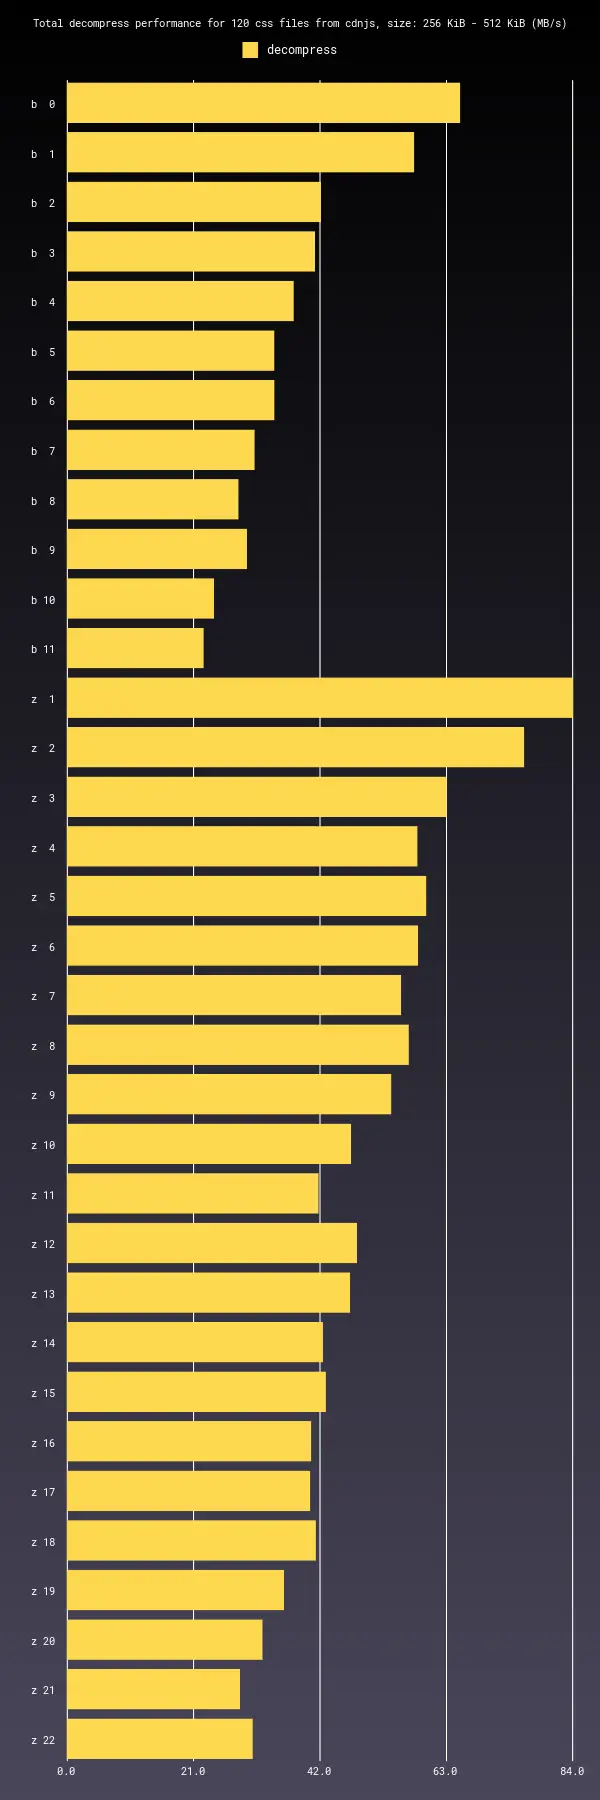 Total decompress performance for 120 css files from cdnjs, size: 256 KiB - 512 KiB (MB/s)
decompress
b 0
b 1
b 2
b 3
b 4
b 5
b 6
b 7
b 8
b 9
b 10
b 11
z 1
z 2
z 3
z 4
z 5
z 6
z 7
z 8
z 9
z 10
z 11
z 12
z 13
z 14
z 15
z 16
z 17
z 18
z 19
z 20
z 21
z 22
0.0 21.0 42.0 63.0 84.0